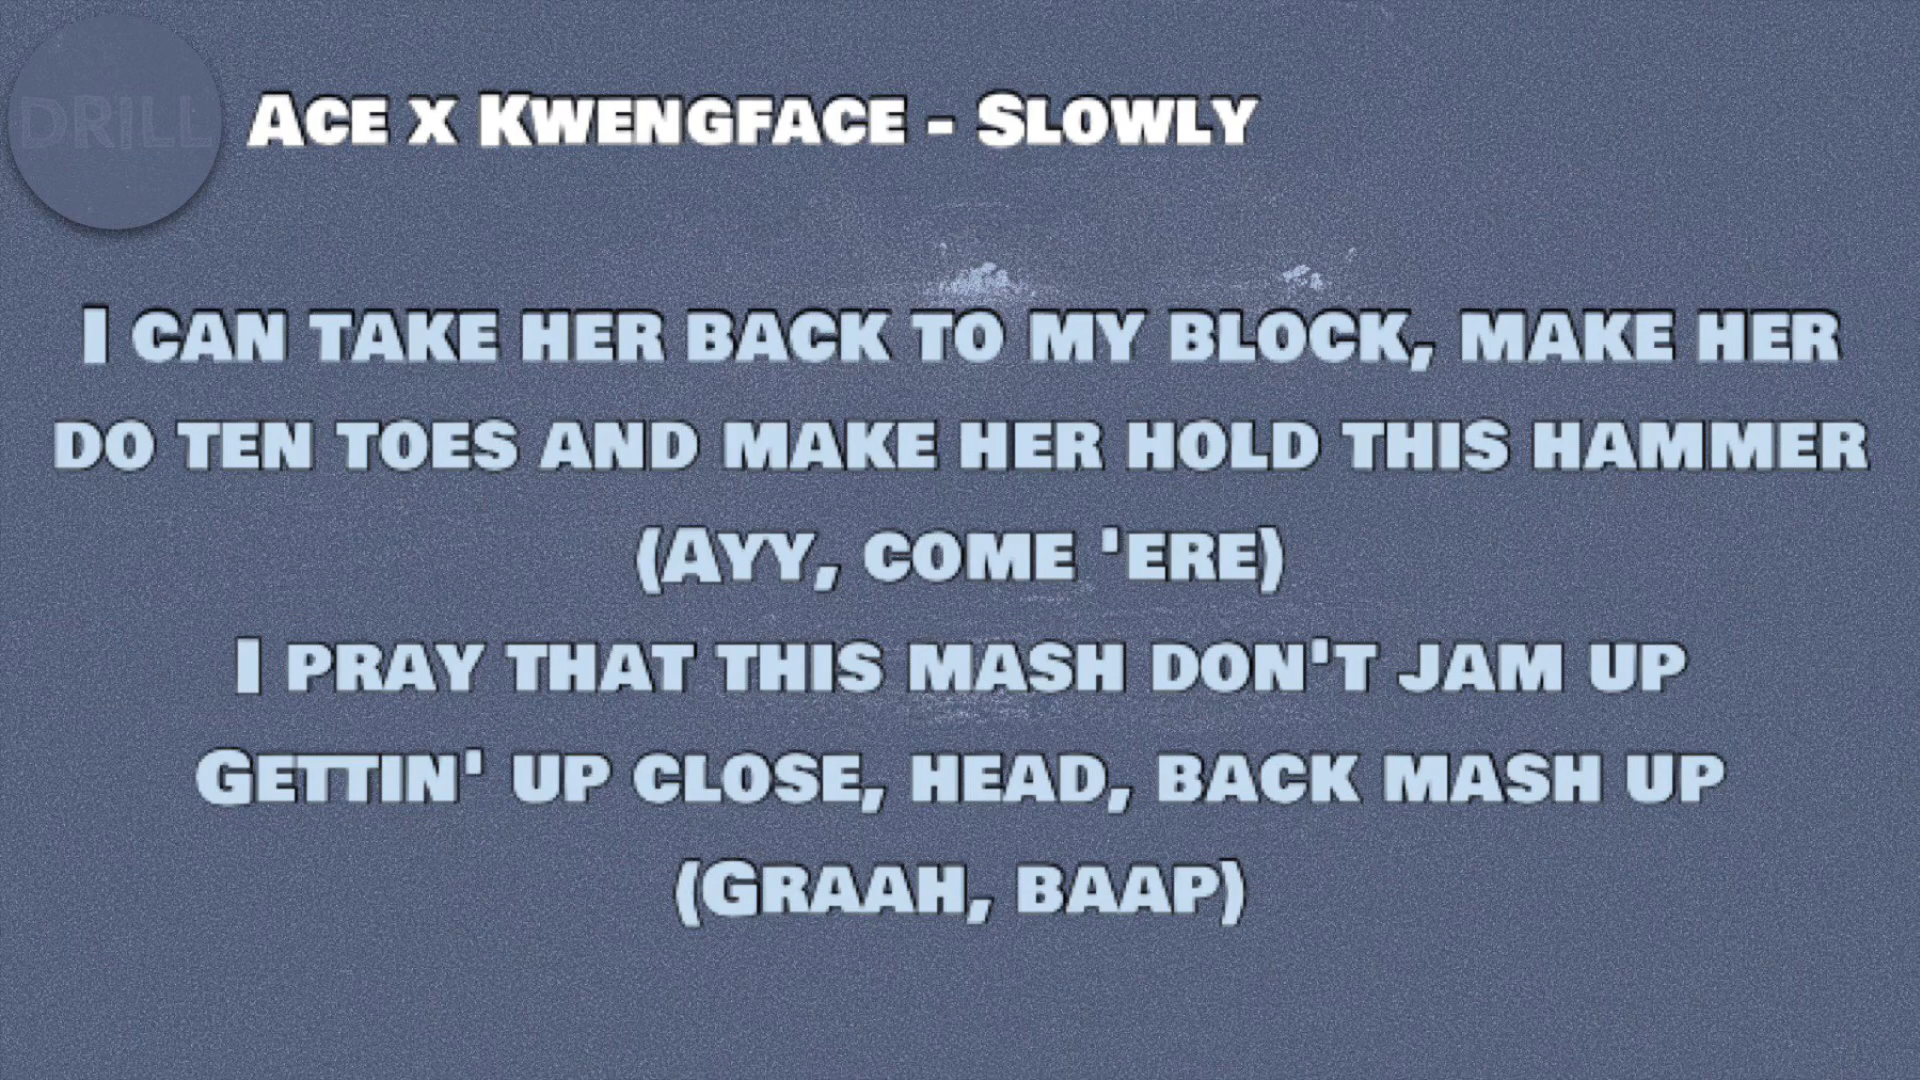 DRILL
Ace x Kwengface - Slowly
I can take her back to my block, make her
do ten toes and make her hold this hammer
(Ayy, come 'ere)
I pray that this mash don't jam up
Gettin' up close, head, back mash up
(Graah, baap)